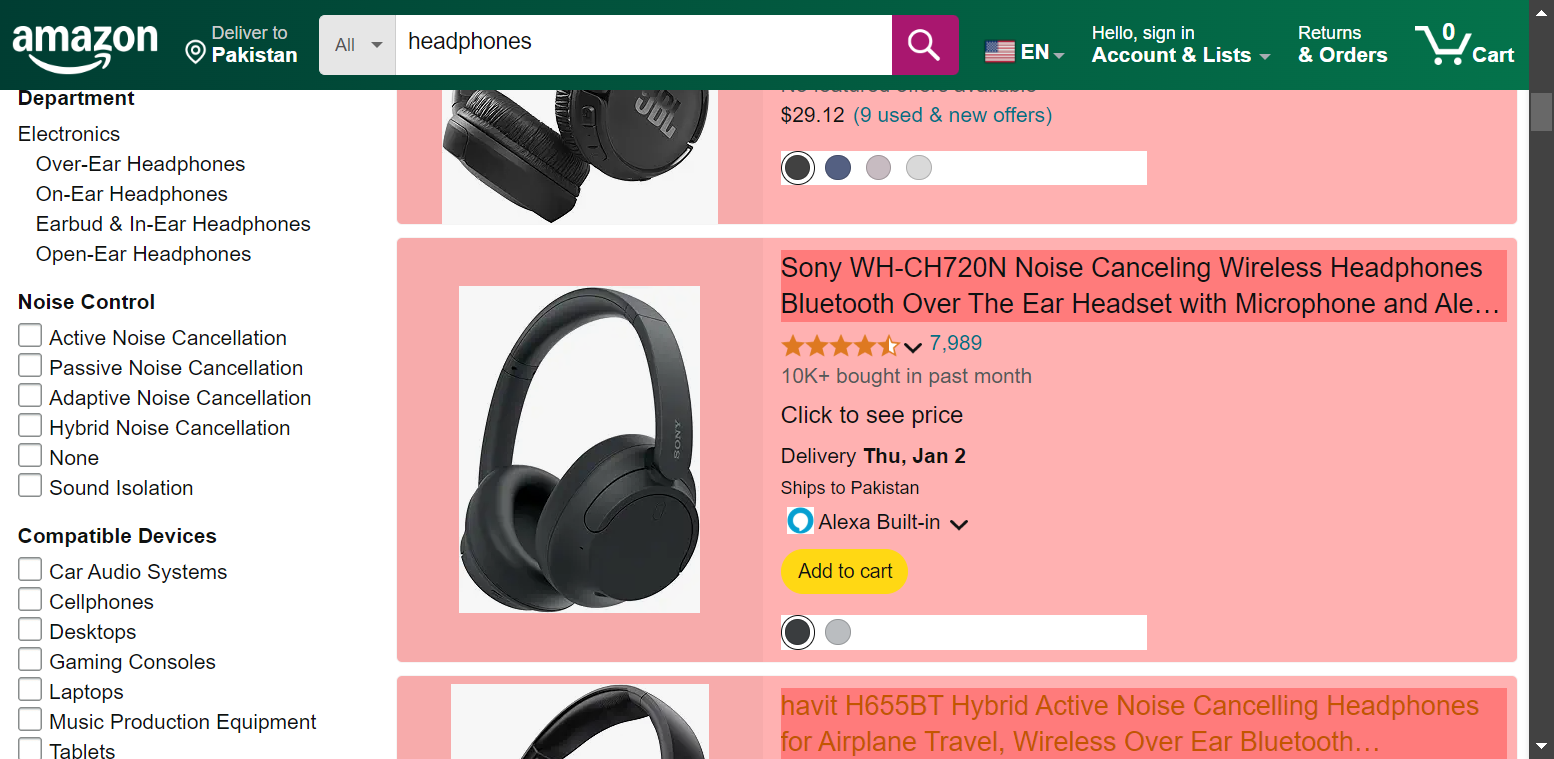 amazon
Deliver to
Pakistan
All
headphones
EN
Hello, sign in
Account & Lists
Returns
& Orders
0
Cart
Department
Electronics
Over-Ear Headphones
On-Ear Headphones
Earbud & In-Ear Headphones
Open-Ear Headphones
Noise Control
Active Noise Cancellation
Passive Noise Cancellation
Adaptive Noise Cancellation
Hybrid Noise Cancellation
None
Sound Isolation
Compatible Devices
Car Audio Systems
Cellphones
Desktops
Gaming Consoles
Laptops
Music Production Equipment
Tablets
JBL
No featured offers available
$29.12 (9 used & new offers)
SONY
Sony WH-CH720N Noise Canceling Wireless Headphones
Bluetooth Over The Ear Headset with Microphone and Ale…
7,989
10K+ bought in past month
Click to see price
Delivery Thu, Jan 2
Ships to Pakistan
Alexa Built-in
Add to cart
havit H655BT Hybrid Active Noise Cancelling Headphones
for Airplane Travel, Wireless Over Ear Bluetooth…